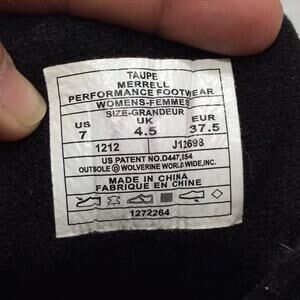 TAUPE
MERRELL
PERFORMANCE FOOTWEAR
WOMENS-FEMMES
SIZE-GRANDEUR
US UK EUR
7 4.5 37.5
1212 J12698
US PATENT NO.D447,154
OUTSOLE © WOLVERINE WORLD WIDE,INC.
MADE IN CHINA
FABRIQUE EN CHINE
1272264